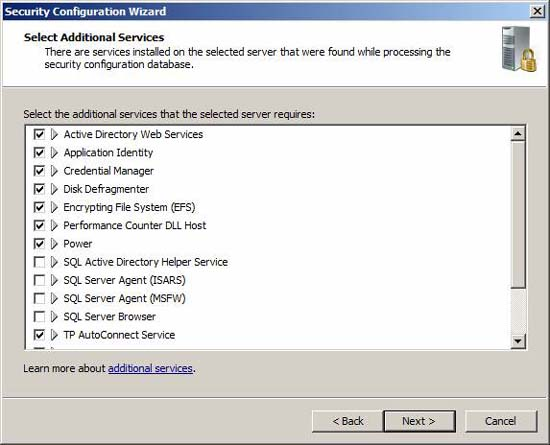 Security Configuration Wizard
Select Additional Services
There are services installed on the selected server that were found while processing the
security configuration database.
Select the additional services that the selected server requires:
Active Directory Web Services
Application Identity
Credential Manager
Disk Defragmenter
Encrypting File System (EFS)
Performance Counter DLL Host
Power
SQL Active Directory Helper Service
SQL Server Agent (ISARS)
SQL Server Agent (MSFW)
SQL Server Browser
TP AutoConnect Service
Learn more about additional services.
< Back
Next >
Cancel